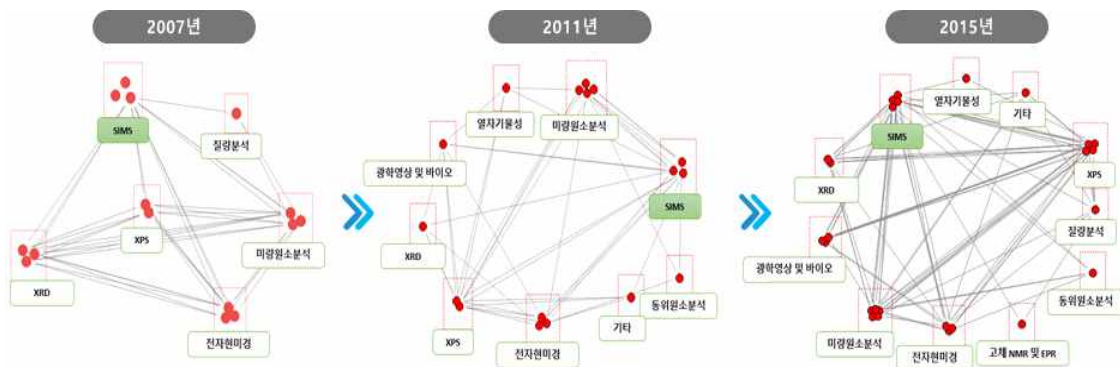 2007년
2011년
2015년
SIMS
질량분석
XPS
미량원소분석
XRD
전자현미경
열자기물성
미량원소분석
광학영상 및 바이오
SIMS
XRD
동위원소분석
기타
XPS
전자현미경
열자기물성
기타
SIMS
XPS
XRD
질량분석
광학영상 및 바이오
동위원소분석
미량원소분석
전자현미경
고체 NMR 및 EPR